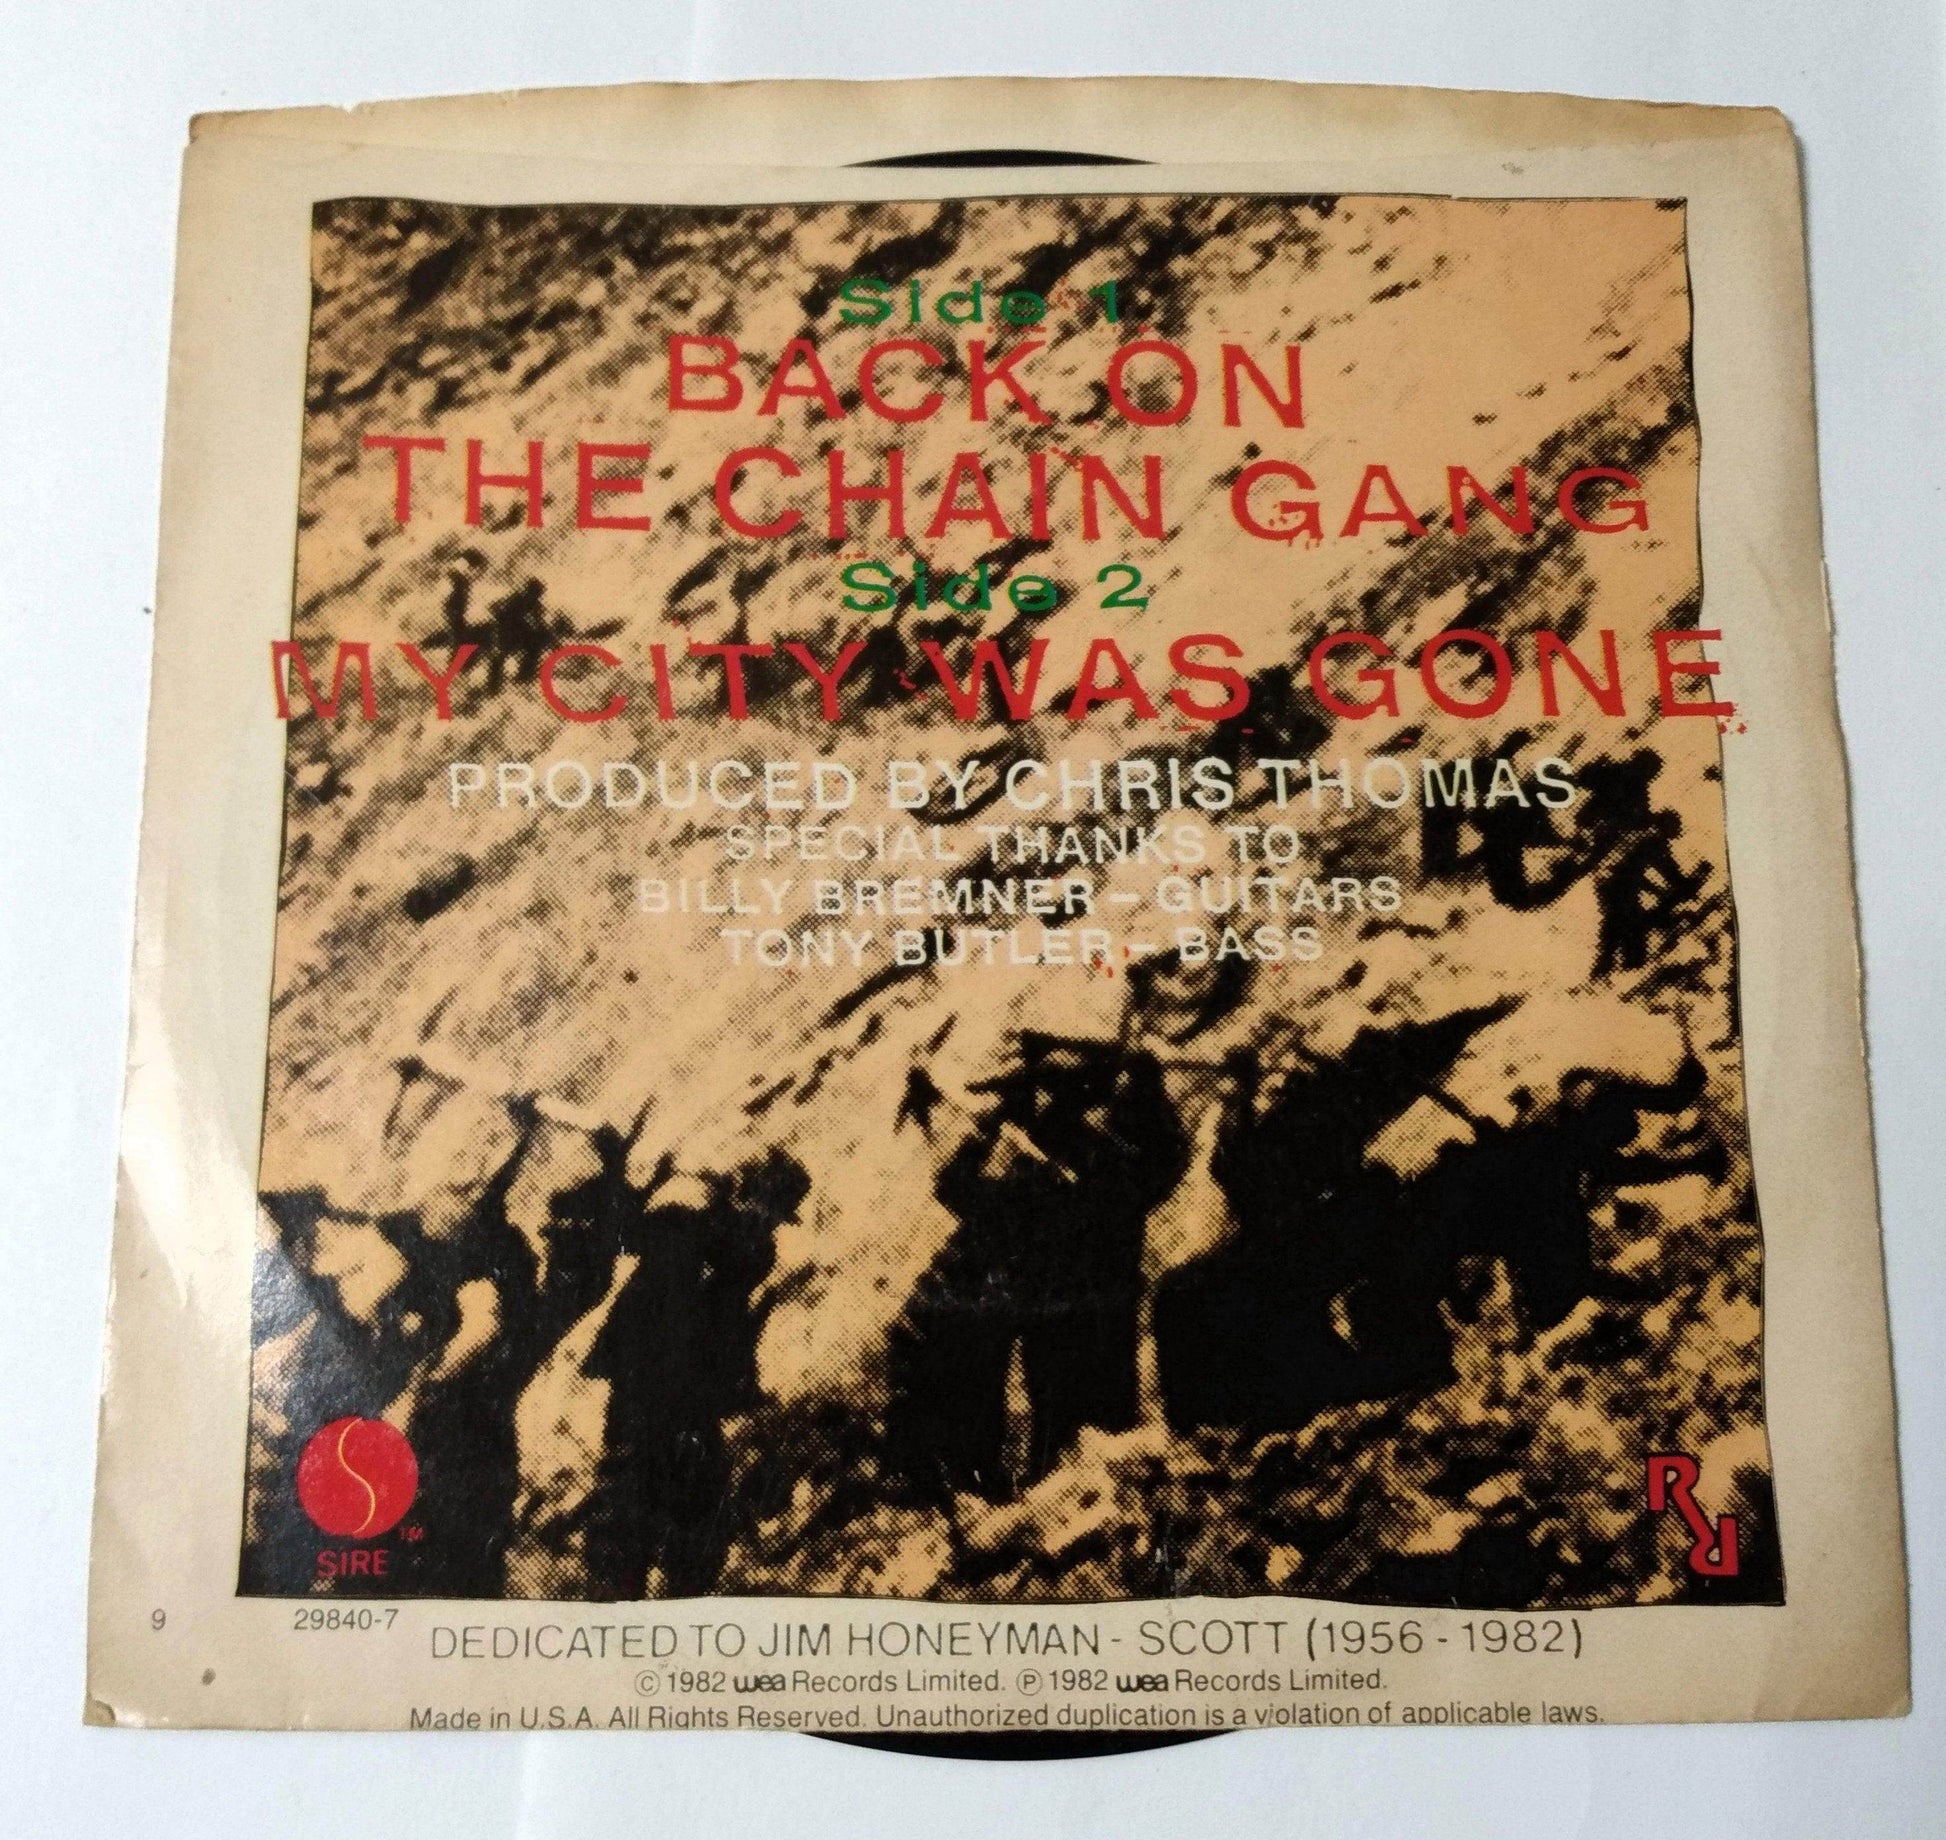 Side 1
BACK ON
THE CHAIN GANG
Side 2
MY CITY WAS GONE
PRODUCED BY CHRIS THOMAS
SPECIAL THANKS TO
BILLY BREMNER - GUITARS
TONY BUTLER - BASS
S
TM
SIRE
RR
9 29840-7
DEDICATED TO JIM HONEYMAN - SCOTT (1956 - 1982)
© 1982 wea Records Limited. ℗ 1982 wea Records Limited.
Made in U.S.A. All Rights Reserved. Unauthorized duplication is a violation of applicable laws.